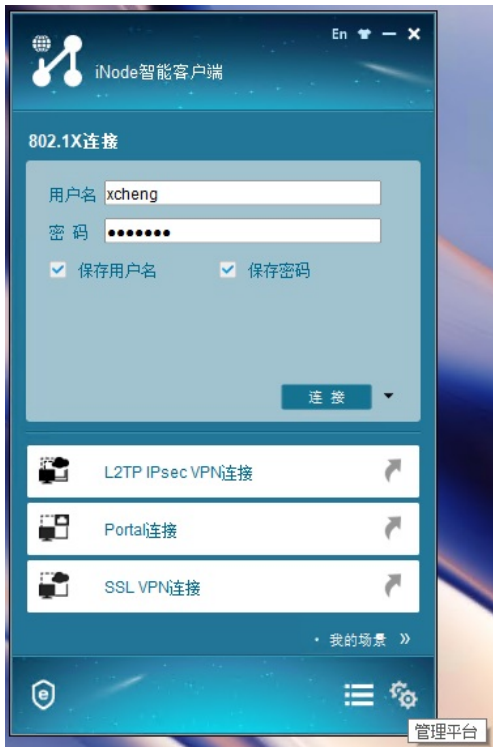 En
iNode智能客户端
802.1X连接
用户名 xcheng
密 码 •••••••
保存用户名 保存密码
连 接
L2TP IPsec VPN连接
Portal连接
SSL VPN连接
· 我的场景 »
e
管理平台